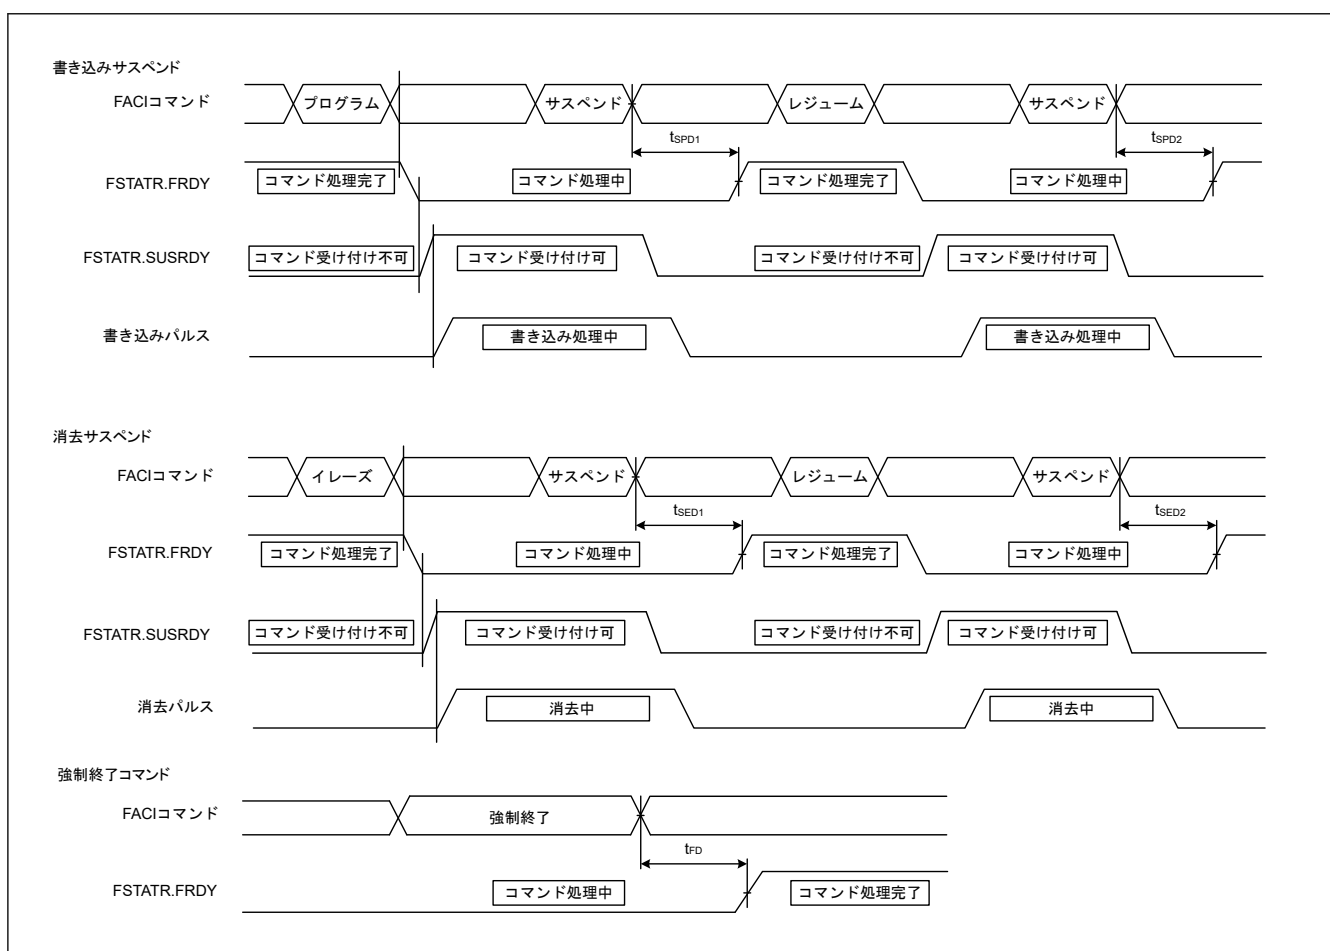 書き込みサスペンド
FACIコマンド
プログラム
サスペンド
レジューム
サスペンド
tSPD1
tSPD2
FSTATR.FRDY
コマンド処理完了
コマンド処理中
コマンド処理完了
コマンド処理中
FSTATR.SUSRDY
コマンド受け付け不可
コマンド受け付け可
コマンド受け付け不可
コマンド受け付け可
書き込みパルス
書き込み処理中
書き込み処理中
消去サスペンド
FACIコマンド
イレーズ
サスペンド
レジューム
サスペンド
tSED1
tSED2
FSTATR.FRDY
コマンド処理完了
コマンド処理中
コマンド処理完了
コマンド処理中
FSTATR.SUSRDY
コマンド受け付け不可
コマンド受け付け可
コマンド受け付け不可
コマンド受け付け可
消去パルス
消去中
消去中
強制終了コマンド
FACIコマンド
強制終了
tFD
FSTATR.FRDY
コマンド処理中
コマンド処理完了